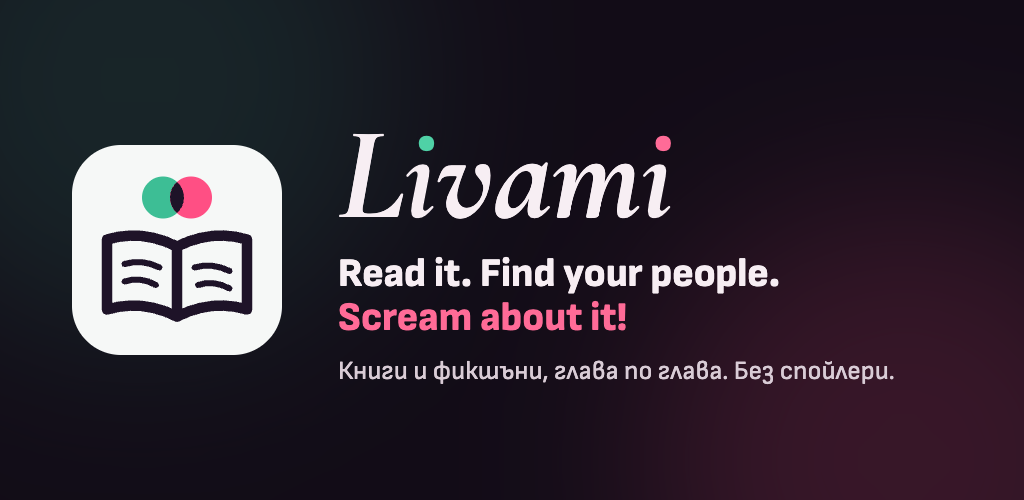 Livami
Read it. Find your people.
Scream about it!
Книги и фикшъни, глава по глава. Без спойлери.